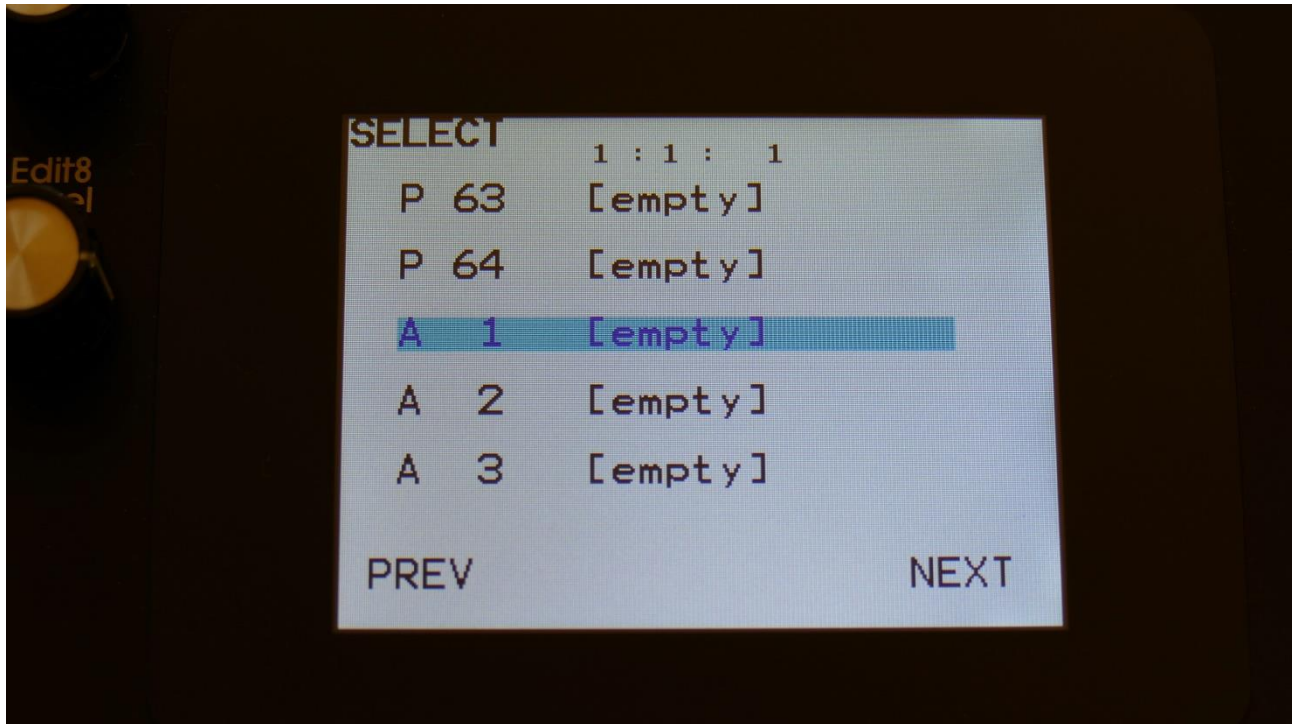 SELECT
1 : 1 : 1
Edit8
P 63 [empty]
P 64 [empty]
A 1 [empty]
A 2 [empty]
A 3 [empty]
PREV NEXT